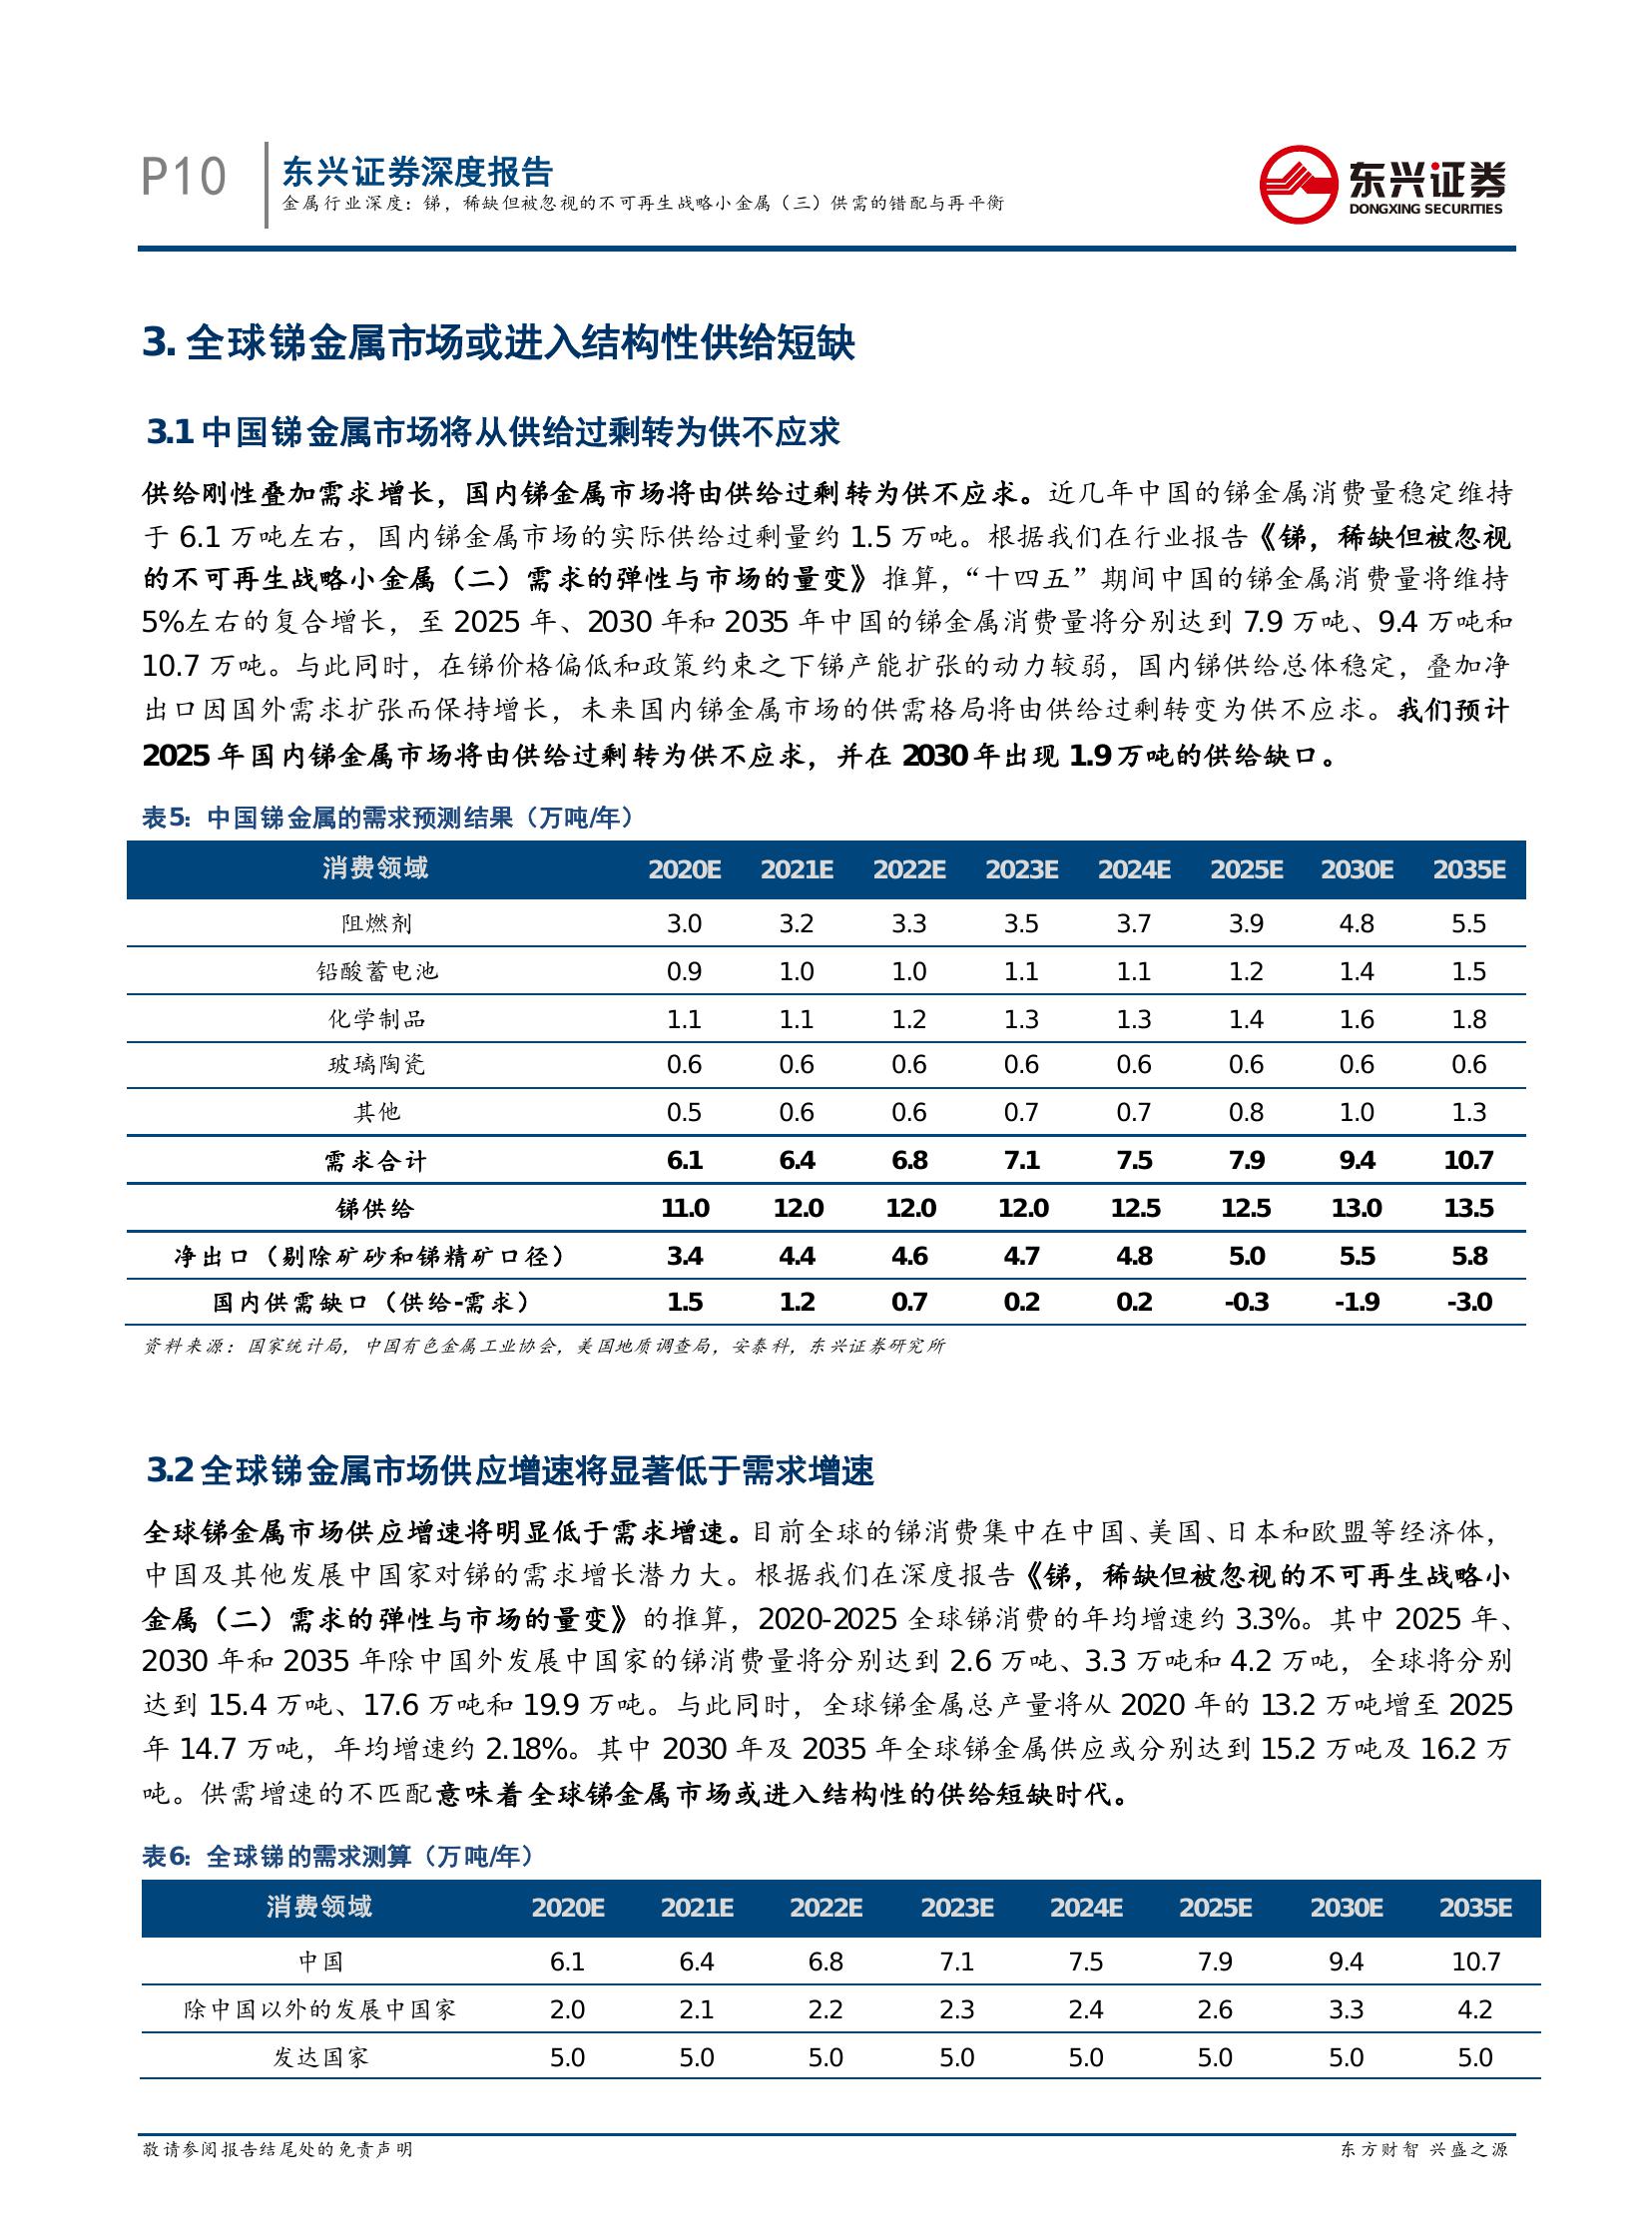 P10
东兴证券深度报告
金属行业深度：锑，稀缺但被忽视的不可再生战略小金属（三）供需的错配与再平衡
东兴证券
DONGXING SECURITIES
3. 全球锑金属市场或进入结构性供给短缺
3.1 中国锑金属市场将从供给过剩转为供不应求
供给刚性叠加需求增长，国内锑金属市场将由供给过剩转为供不应求。近几年中国的锑金属消费量稳定维持
于 6.1 万吨左右，国内锑金属市场的实际供给过剩量约 1.5 万吨。根据我们在行业报告《锑，稀缺但被忽视
的不可再生战略小金属（二）需求的弹性与市场的量变》推算，“十四五”期间中国的锑金属消费量将维持
5%左右的复合增长，至 2025 年、2030 年和 2035 年中国的锑金属消费量将分别达到 7.9 万吨、9.4 万吨和
10.7 万吨。与此同时，在锑价格偏低和政策约束之下锑产能扩张的动力较弱，国内锑供给总体稳定，叠加净
出口因国外需求扩张而保持增长，未来国内锑金属市场的供需格局将由供给过剩转变为供不应求。我们预计
2025 年国内锑金属市场将由供给过剩转为供不应求，并在 2030 年出现 1.9 万吨的供给缺口。
表5：中国锑金属的需求预测结果（万吨/年）
消费领域 2020E 2021E 2022E 2023E 2024E 2025E 2030E 2035E
阻燃剂 3.0 3.2 3.3 3.5 3.7 3.9 4.8 5.5
铅酸蓄电池 0.9 1.0 1.0 1.1 1.1 1.2 1.4 1.5
化学制品 1.1 1.1 1.2 1.3 1.3 1.4 1.6 1.8
玻璃陶瓷 0.6 0.6 0.6 0.6 0.6 0.6 0.6 0.6
其他 0.5 0.6 0.6 0.7 0.7 0.8 1.0 1.3
需求合计 6.1 6.4 6.8 7.1 7.5 7.9 9.4 10.7
锑供给 11.0 12.0 12.0 12.0 12.5 12.5 13.0 13.5
净出口（剔除矿砂和锑精矿口径） 3.4 4.4 4.6 4.7 4.8 5.0 5.5 5.8
国内供需缺口（供给-需求） 1.5 1.2 0.7 0.2 0.2 -0.3 -1.9 -3.0
资料来源：国家统计局，中国有色金属工业协会，美国地质调查局，安泰科，东兴证券研究所
3.2 全球锑金属市场供应增速将显著低于需求增速
全球锑金属市场供应增速将明显低于需求增速。目前全球的锑消费集中在中国、美国、日本和欧盟等经济体，
中国及其他发展中国家对锑的需求增长潜力大。根据我们在深度报告《锑，稀缺但被忽视的不可再生战略小
金属（二）需求的弹性与市场的量变》的推算，2020-2025 全球锑消费的年均增速约 3.3%。其中 2025 年、
2030 年和 2035 年除中国外发展中国家的锑消费量将分别达到 2.6 万吨、3.3 万吨和 4.2 万吨，全球将分别
达到 15.4 万吨、17.6 万吨和 19.9 万吨。与此同时，全球锑金属总产量将从 2020 年的 13.2 万吨增至 2025
年 14.7 万吨，年均增速约 2.18%。其中 2030 年及 2035 年全球锑金属供应或分别达到 15.2 万吨及 16.2 万
吨。供需增速的不匹配意味着全球锑金属市场或进入结构性的供给短缺时代。
表6：全球锑的需求测算（万吨/年）
消费领域 2020E 2021E 2022E 2023E 2024E 2025E 2030E 2035E
中国 6.1 6.4 6.8 7.1 7.5 7.9 9.4 10.7
除中国以外的发展中国家 2.0 2.1 2.2 2.3 2.4 2.6 3.3 4.2
发达国家 5.0 5.0 5.0 5.0 5.0 5.0 5.0 5.0
敬请参阅报告结尾处的免责声明
东方财智 兴盛之源